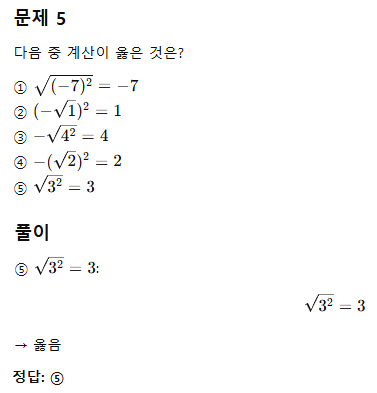 문제 5
다음 중 계산이 옳은 것은?
① √(−7)² = −7
② (−√1)² = 1
③ −√4² = 4
④ −(√2)² = 2
⑤ √3² = 3
풀이
⑤ √3² = 3:
√3² = 3
→ 옳음
정답: ⑤